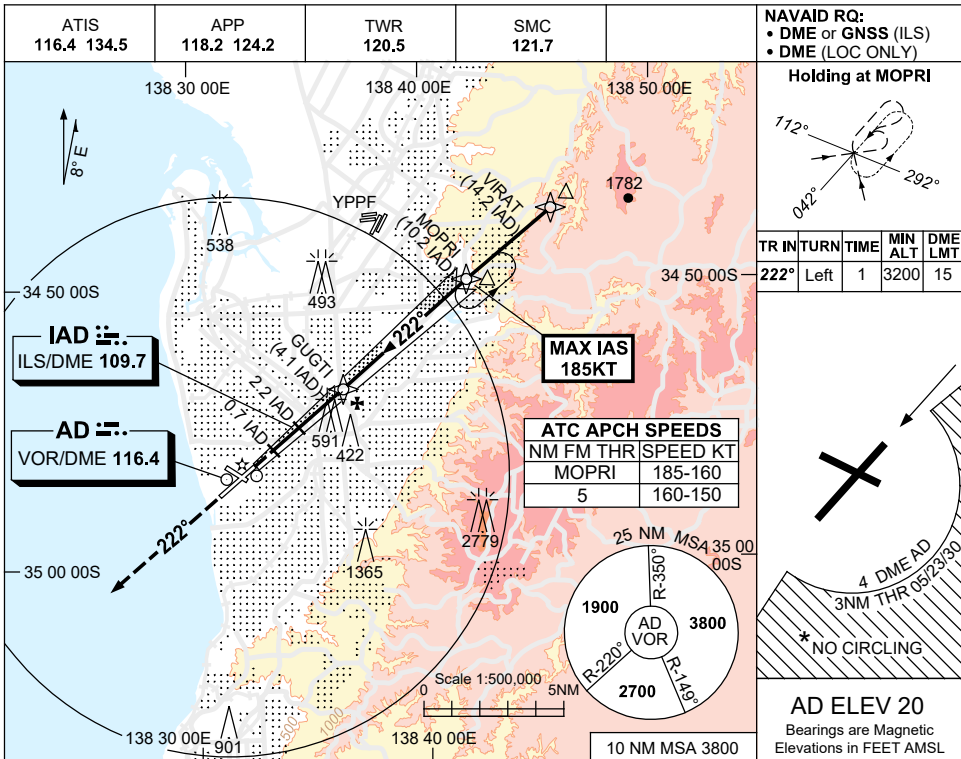 ATIS
116.4 134.5
APP
118.2 124.2
TWR
120.5
SMC
121.7
NAVAID RQ:
• DME or GNSS (ILS)
• DME (LOC ONLY)
138 30 00E
138 40 00E
138 50 00E
8° E
VIRAT
(14.2 IAD)
1782
YPPF
MOPRI
(10.2 IAD)
538
493
34 50 00S
34 50 00S
222°
GUGTI
(4.1 IAD)
MAX IAS
185KT
IAD
ILS/DME 109.7
2.2 IAD
0.7 IAD
591
422
AD
VOR/DME 116.4
ATC APCH SPEEDS
NM FM THR SPEED KT
MOPRI 185-160
5 160-150
222°
2779
1365
35 00 00S
35 00
00S
25 NM MSA
R-350°
1900
AD
VOR
3800
R-220°
R-149°
2700
Scale 1:500,000
0
5NM
500
1000
901
138 30 00E
138 40 00E
10 NM MSA 3800
Holding at MOPRI
112°
292°
042°
TR IN TURN TIME MIN ALT DME LMT
222° Left 1 3200 15
4 DME AD
3NM THR 05/23/30
*NO CIRCLING
AD ELEV 20
Bearings are Magnetic
Elevations in FEET AMSL